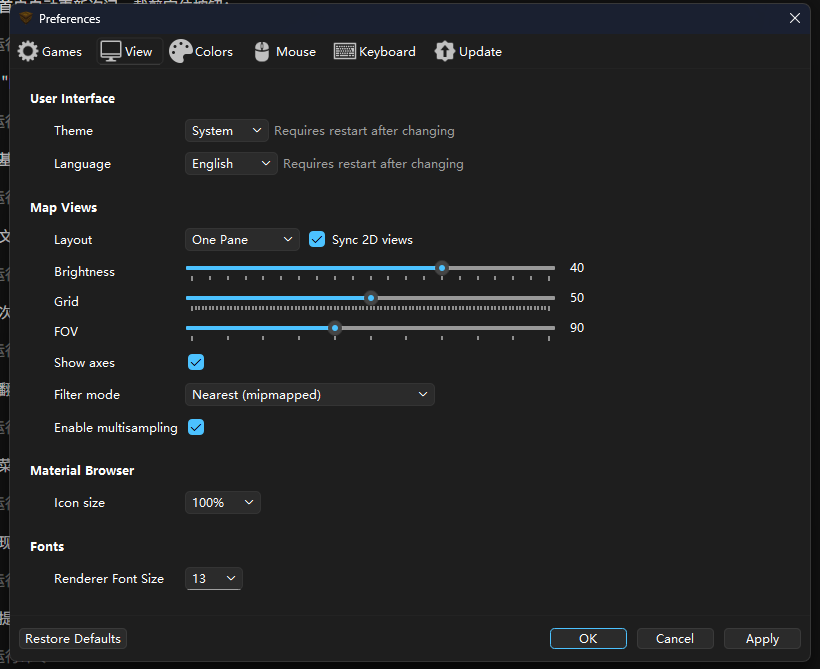 Preferences
Games View Colors Mouse Keyboard Update
User Interface
Theme System Requires restart after changing
Language English Requires restart after changing
Map Views
Layout One Pane Sync 2D views
Brightness 40
Grid 50
FOV 90
Show axes
Filter mode Nearest (mipmapped)
Enable multisampling
Material Browser
Icon size 100%
Fonts
Renderer Font Size 13
Restore Defaults OK Cancel Apply